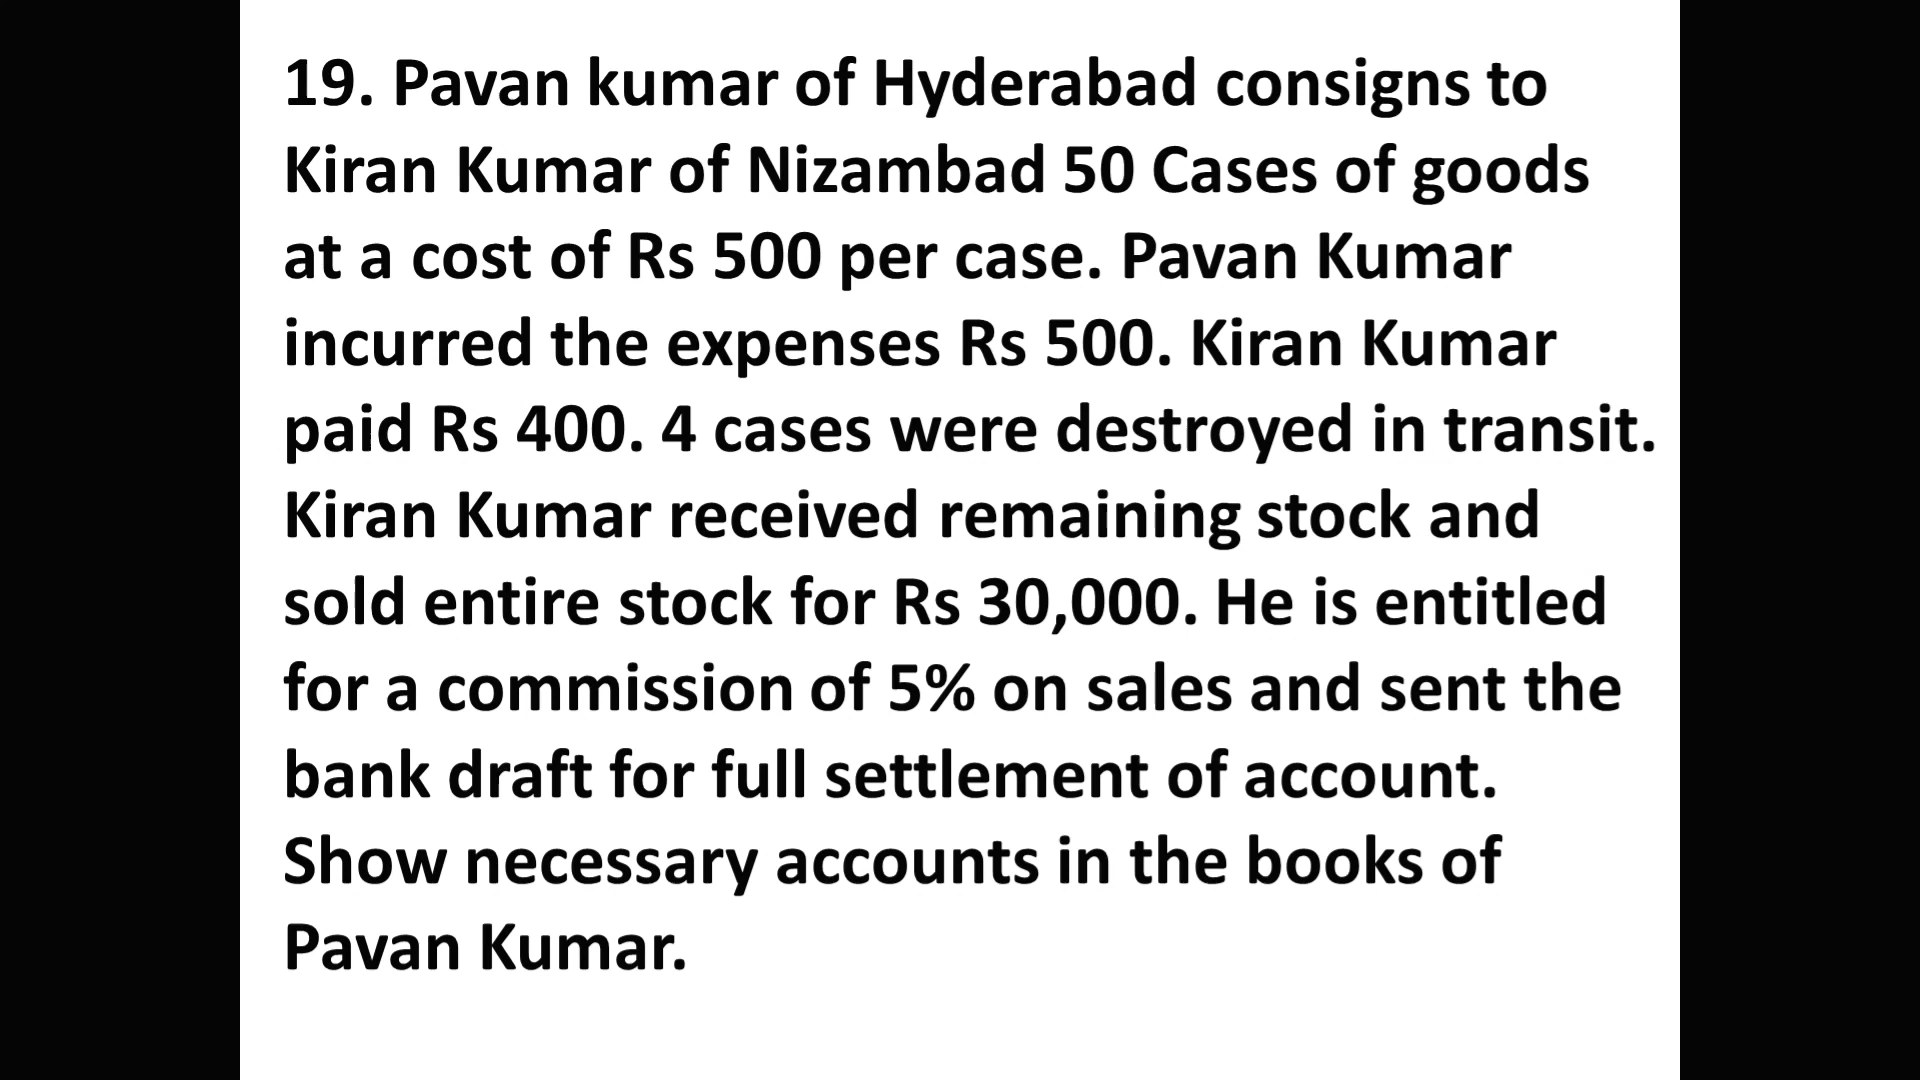 19. Pavan kumar of Hyderabad consigns to
Kiran Kumar of Nizambad 50 Cases of goods
at a cost of Rs 500 per case. Pavan Kumar
incurred the expenses Rs 500. Kiran Kumar
paid Rs 400. 4 cases were destroyed in transit.
Kiran Kumar received remaining stock and
sold entire stock for Rs 30,000. He is entitled
for a commission of 5% on sales and sent the
bank draft for full settlement of account.
Show necessary accounts in the books of
Pavan Kumar.